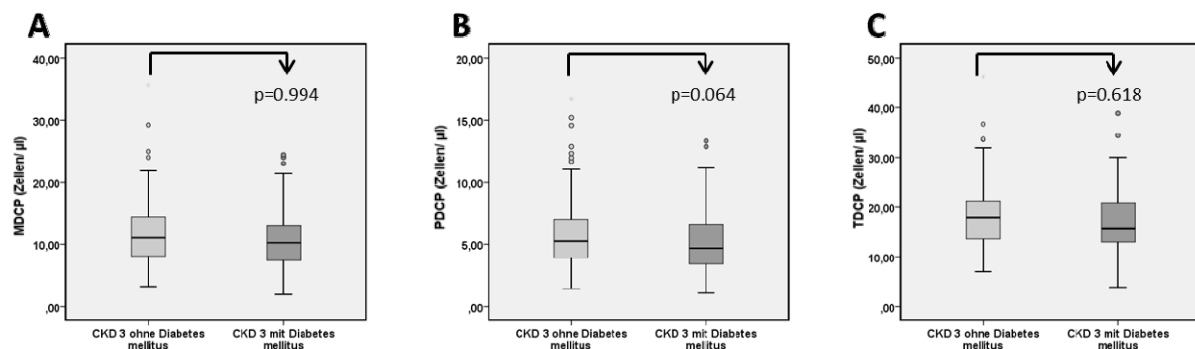 A
MDCP (Zellen/ µl)
40,00
30,00
20,00
10,00
,00
p=0.994
CKD 3 ohne Diabetes
mellitus
CKD 3 mit Diabetes
mellitus
B
PDCP (Zellen/ µl)
20,00
15,00
10,00
5,00
,00
p=0.064
CKD 3 ohne Diabetes
mellitus
CKD 3 mit Diabetes
mellitus
C
TDCP (Zellen/ µl)
50,00
40,00
30,00
20,00
10,00
,00
p=0.618
CKD 3 ohne Diabetes
mellitus
CKD 3 mit Diabetes
mellitus